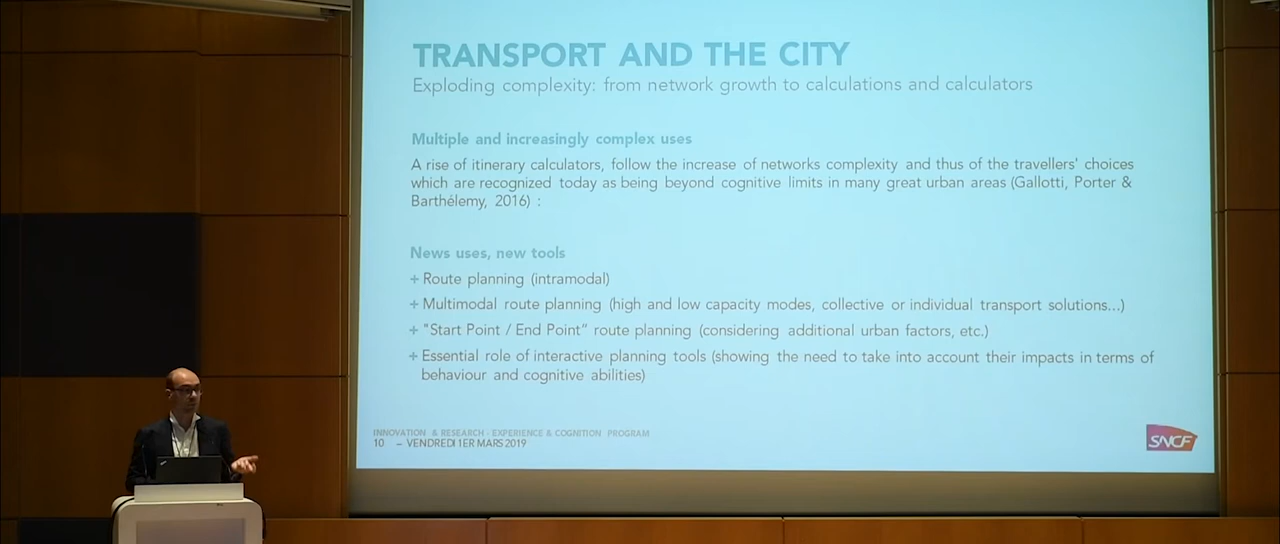 TRANSPORT AND THE CITY
Exploding complexity: from network growth to calculations and calculators
Multiple and increasingly complex uses
A rise of itinerary calculators, follow the increase of networks complexity and thus of the travellers' choices
which are recognized today as being beyond cognitive limits in many great urban areas (Gallotti, Porter &
Barthélemy, 2016) :
News uses, new tools
+ Route planning (intramodal)
+ Multimodal route planning (high and low capacity modes, collective or individual transport solutions...)
+ "Start Point / End Point" route planning (considering additional urban factors, etc.)
+ Essential role of interactive planning tools (showing the need to take into account their impacts in terms of
behaviour and cognitive abilities)
INNOVATION & RESEARCH - EXPERIENCE & COGNITION PROGRAM
10 – VENDREDI 1ER MARS 2019
SNCF